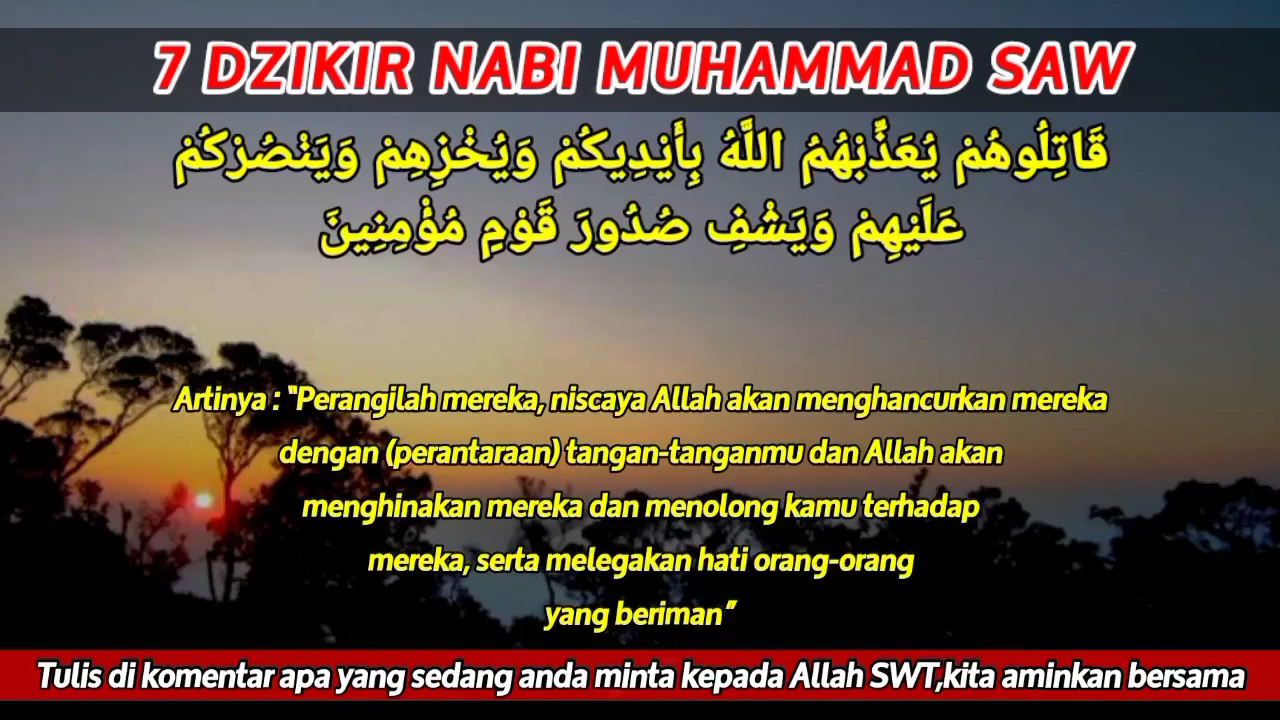 7 DZIKIR NABI MUHAMMAD SAW
قَاتِلُوهُمْ يُعَذِّبْهُمُ اللَّهُ بِأَيْدِيكُمْ وَيُخْزِهِمْ وَيَنْصُرْكُمْ
عَلَيْهِمْ وَيَشْفِ صُدُورَ قَوْمٍ مُؤْمِنِينَ
Artinya : "Perangilah mereka, niscaya Allah akan menghancurkan mereka
dengan (perantaraan) tangan-tanganmu dan Allah akan
menghinakan mereka dan menolong kamu terhadap
mereka, serta melegakan hati orang-orang
yang beriman”
Tulis di komentar apa yang sedang anda minta kepada Allah SWT,kita aminkan bersama